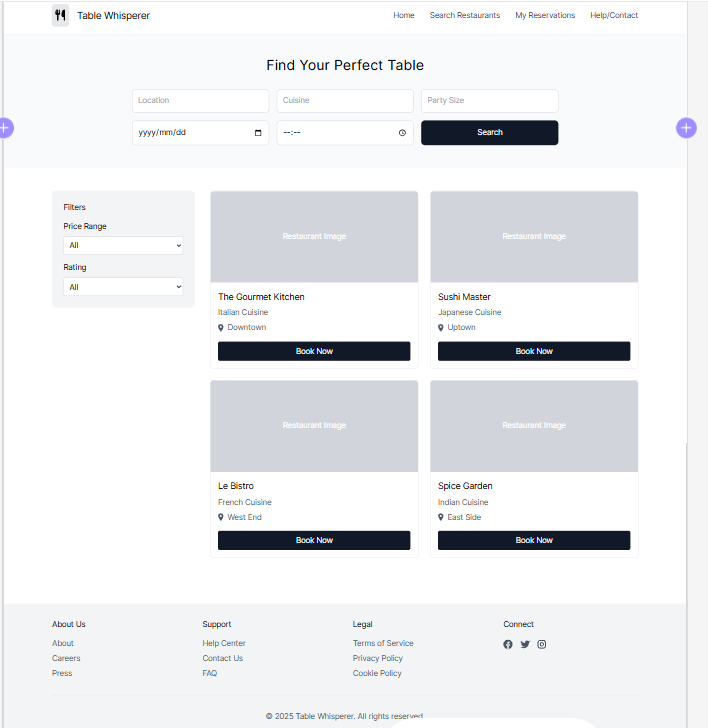 Table Whisperer
Home Search Restaurants My Reservations Help/Contact
Find Your Perfect Table
Location Cuisine Party Size
yyyy/mm/dd --:-- Search
Filters
Price Range
All
Rating
All
Restaurant Image Restaurant Image
The Gourmet Kitchen Sushi Master
Italian Cuisine Japanese Cuisine
Downtown Uptown
Book Now Book Now
Restaurant Image Restaurant Image
Le Bistro Spice Garden
French Cuisine Indian Cuisine
West End East Side
Book Now Book Now
About Us Support Legal Connect
About Help Center Terms of Service
Careers Contact Us Privacy Policy
Press FAQ Cookie Policy
© 2025 Table Whisperer. All rights reserved